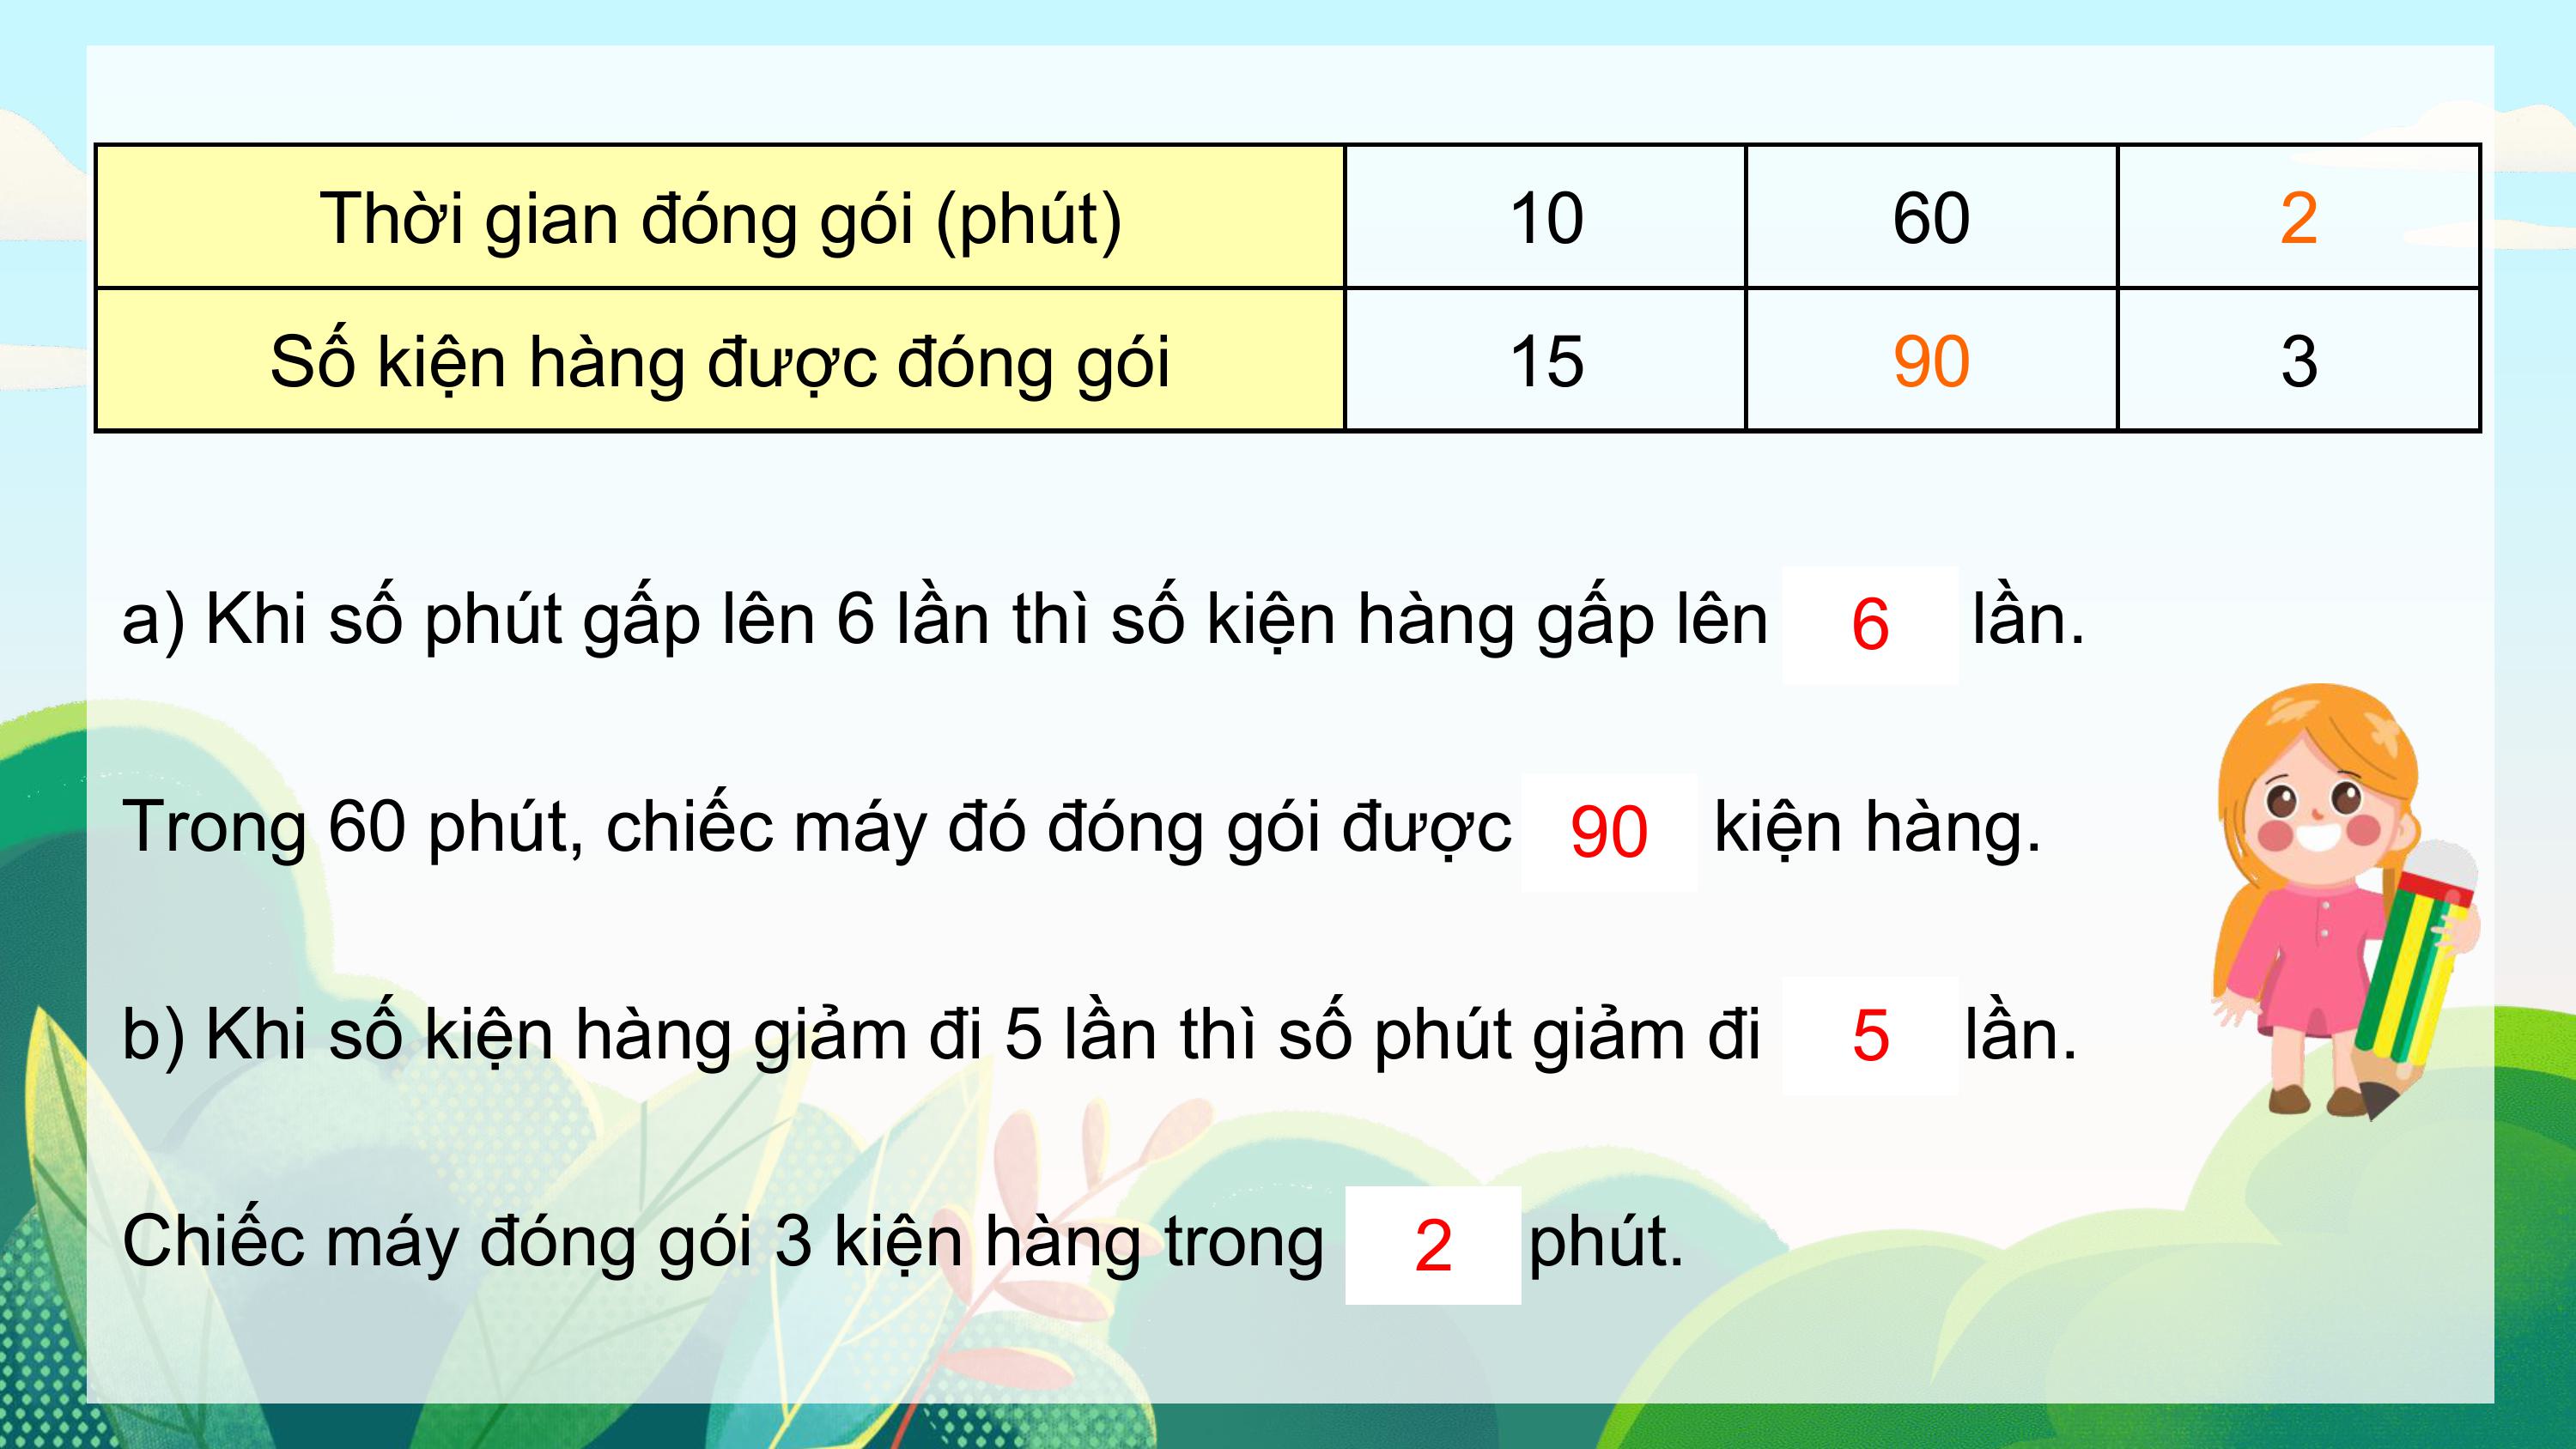 Thời gian đóng gói (phút) 10 60 2
Số kiện hàng được đóng gói 15 90 3
a) Khi số phút gấp lên 6 lần thì số kiện hàng gấp lên 6 lần.
Trong 60 phút, chiếc máy đó đóng gói được 90 kiện hàng.
b) Khi số kiện hàng giảm đi 5 lần thì số phút giảm đi 5 lần.
Chiếc máy đóng gói 3 kiện hàng trong 2 phút.